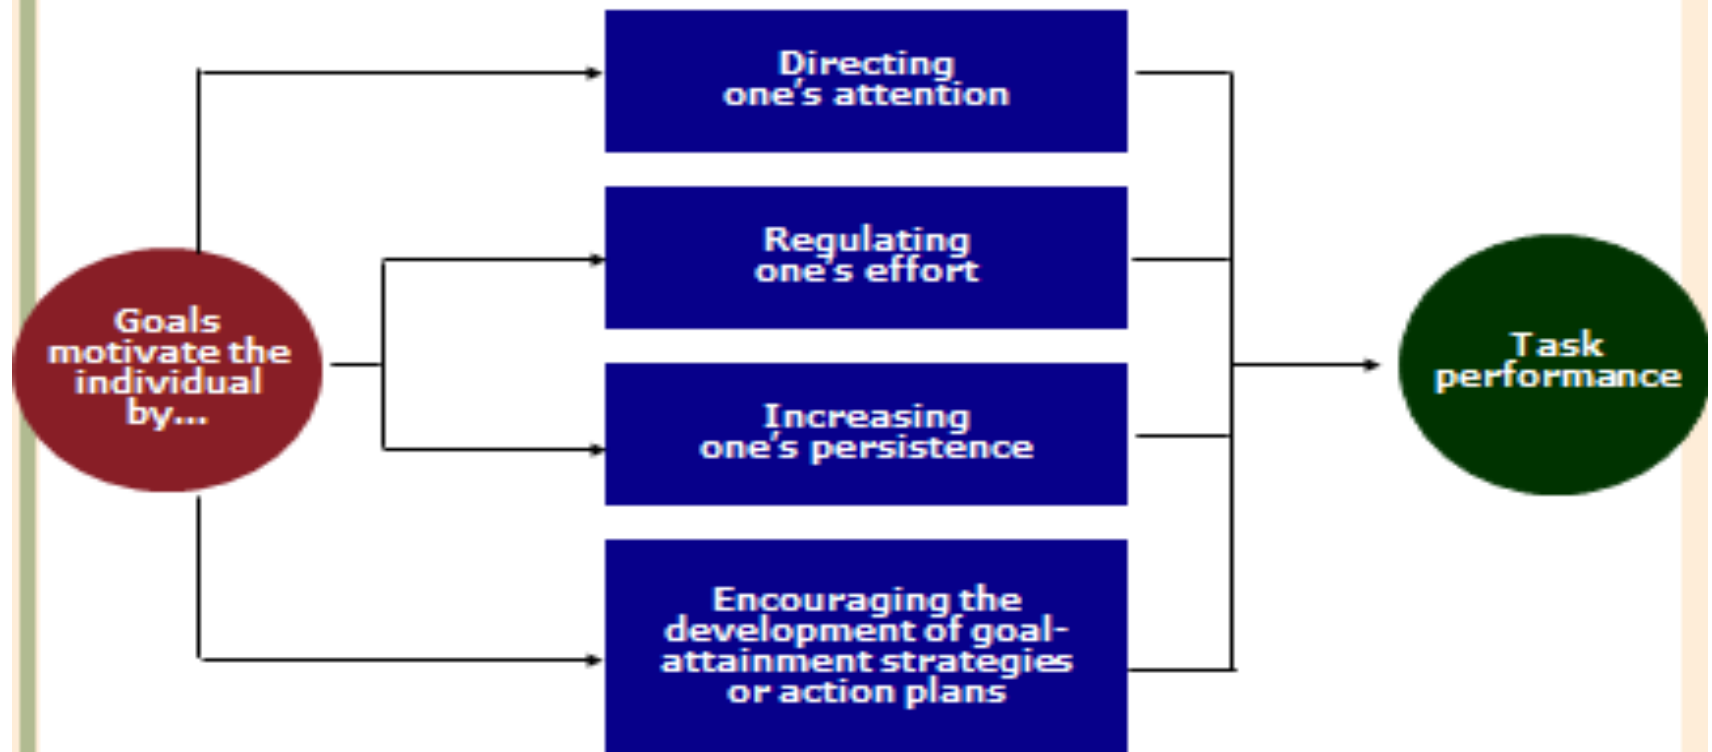 Directing
one's attention
Regulating
one's effort
Goals
motivate the
individual
by...
Increasing
one's persistence
Task
performance
Encouraging the
development of goal-
attainment strategies
or action plans